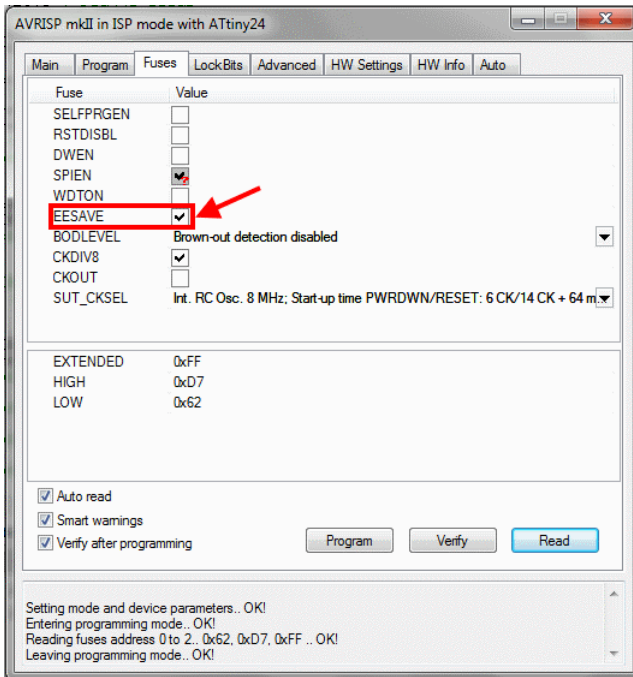 AVRISP mkII in ISP mode with ATtiny24
Main Program Fuses LockBits Advanced HW Settings HW Info Auto
Fuse Value
SELFPRGEN
RSTDISBL
DWEN
SPIEN
WDTON
EESAVE
BODLEVEL Brown-out detection disabled
CKDIV8
CKOUT
SUT_CKSEL Int. RC Osc. 8 MHz; Start-up time PWRDWN/RESET: 6 CK/14 CK + 64 m
EXTENDED 0xFF
HIGH 0xD7
LOW 0x62
Auto read
Smart warnings
Verify after programming
Program Verify Read
Setting mode and device parameters.. OK!
Entering programming mode.. OK!
Reading fuses address 0 to 2.. 0x62, 0xD7, 0xFF .. OK!
Leaving programming mode.. OK!